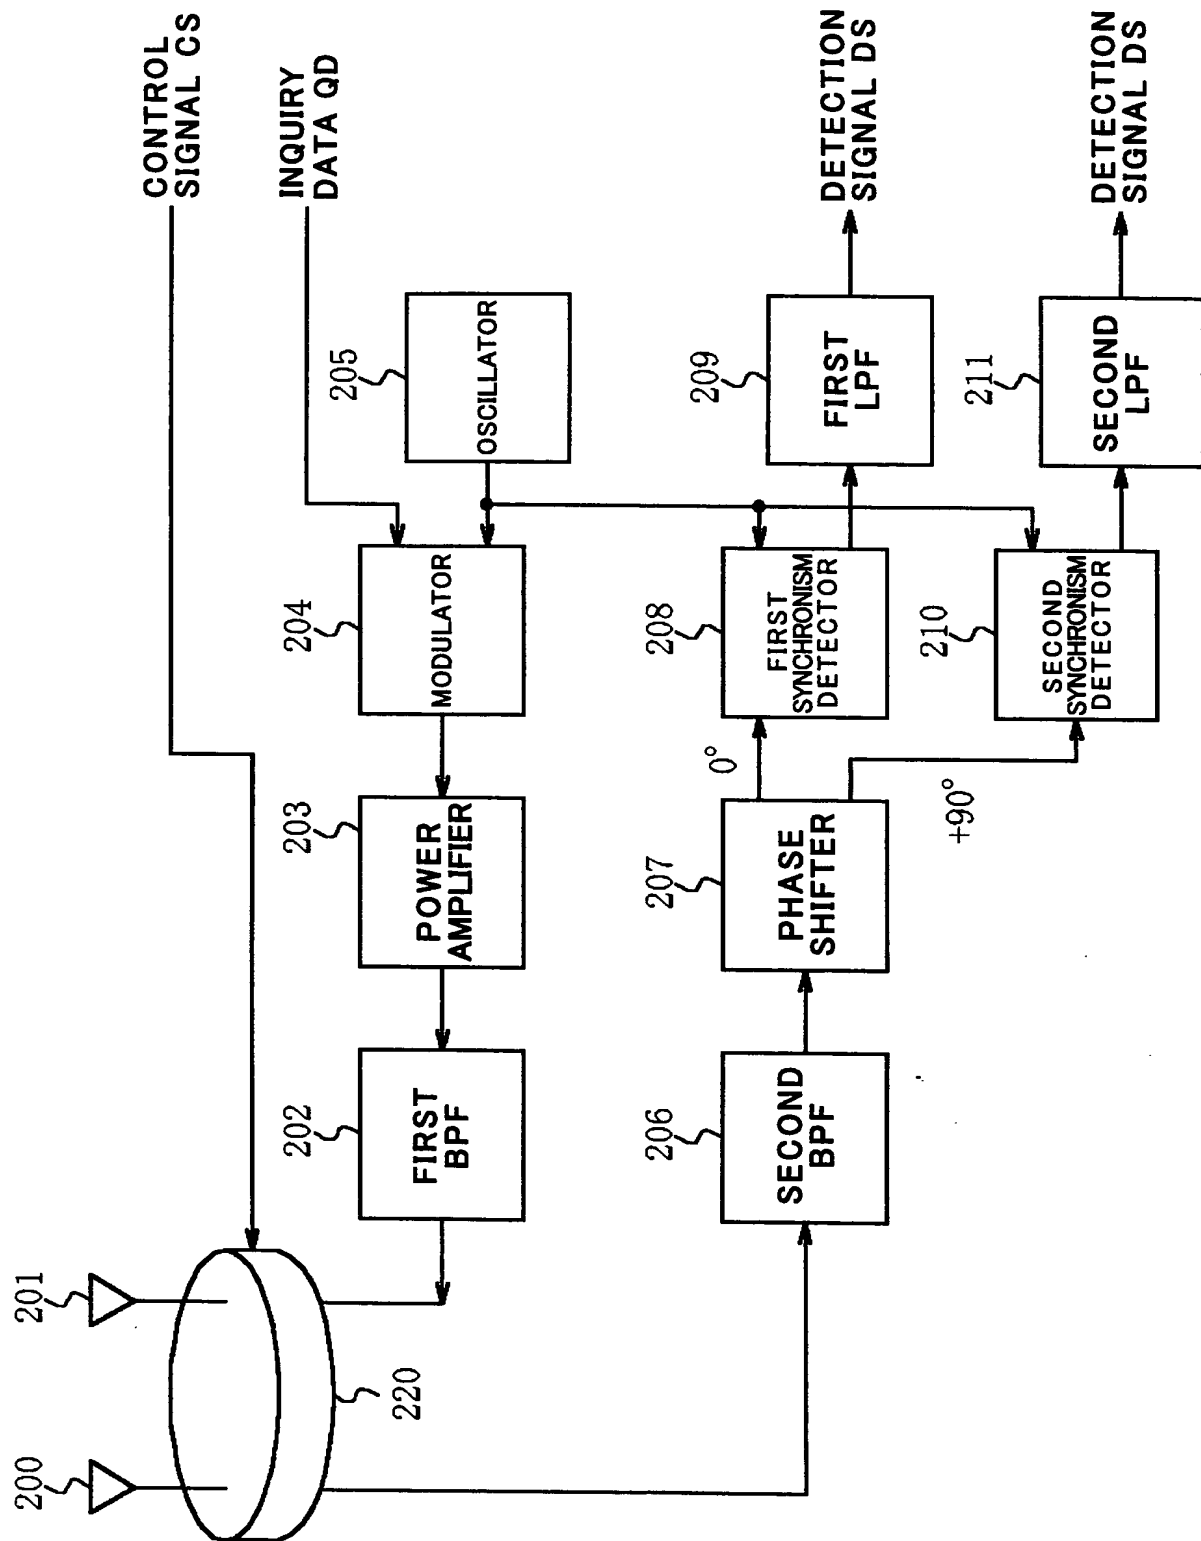 CONTROL
SIGNAL CS
INQUIRY
DATA QD
205
OSCILLATOR
204
MODULATOR
203
POWER
AMPLIFIER
202
FIRST
BPF
201
200
220
206
SECOND
BPF
207
PHASE
SHIFTER
0°
+90°
208
FIRST
SYNCHRONISM
DETECTOR
209
FIRST
LPF
DETECTION
SIGNAL DS
210
SECOND
SYNCHRONISM
DETECTOR
211
SECOND
LPF
DETECTION
SIGNAL DS